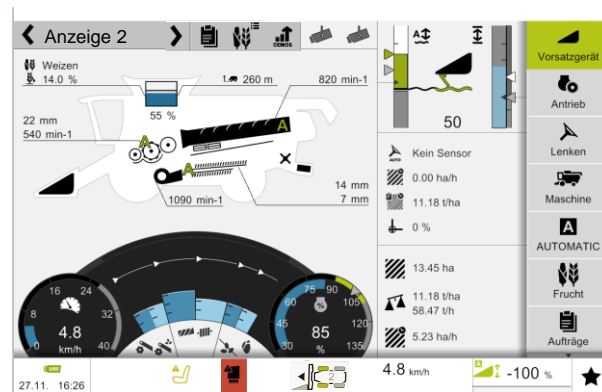 Anzeige 2
CEMOS
Weizen
14.0 %
260 m
820 min-1
55 %
22 mm
540 min-1
A
A
A
1090 min-1
14 mm
7 mm
A
50
AUTO
Kein Sensor
0.00 ha/h
11.18 t/ha
0 %
13.45 ha
11.18 t/ha
58.47 t/h
5.23 ha/h
Vorsatzgerät
Antrieb
Lenken
Maschine
A
AUTOMATIC
Frucht
Aufträge
0
8
16
24
32
40
4.8
km/h
30
45
60
75
90
105
130
135
%
85
%
27.11. 16:26
2
4.8 km/h
-100 %